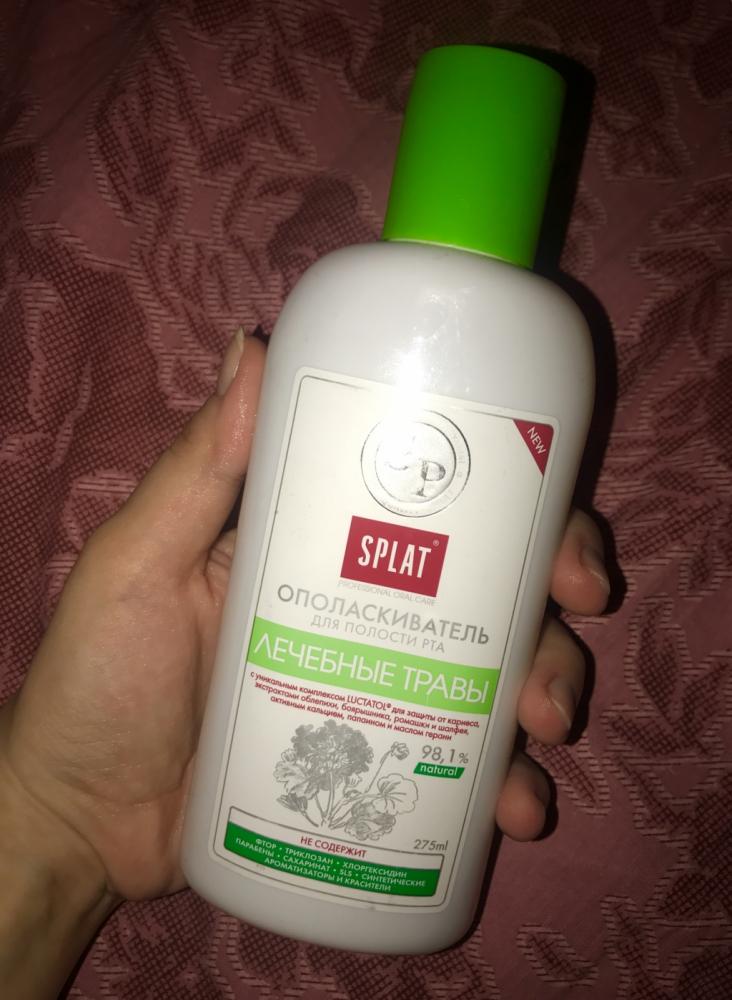 NEW
SPLAT®
PROFESSIONAL ORAL CARE
ОПОЛАСКИВАТЕЛЬ
ДЛЯ ПОЛОСТИ РТА
ЛЕЧЕБНЫЕ ТРАВЫ
с уникальным комплексом LUCTATOL® для защиты от кариеса,
экстрактами облепихи, боярышника, ромашки и шалфея,
активным кальцием, папаином и маслом герани
98,1%
natural
275ml
НЕ СОДЕРЖИТ
ФТОР • ТРИКЛОЗАН • ХЛОРГЕКСИДИН
ПАРАБЕНЫ • САХАРИНАТ • SLS • СИНТЕТИЧЕСКИЕ
АРОМАТИЗАТОРЫ И КРАСИТЕЛИ